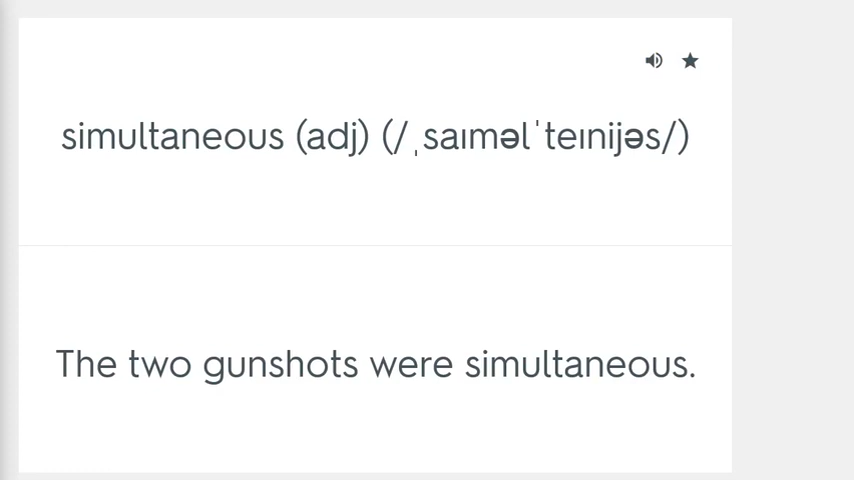 simultaneous (adj) (/ˌsaɪməlˈteɪnijəs/)
The two gunshots were simultaneous.